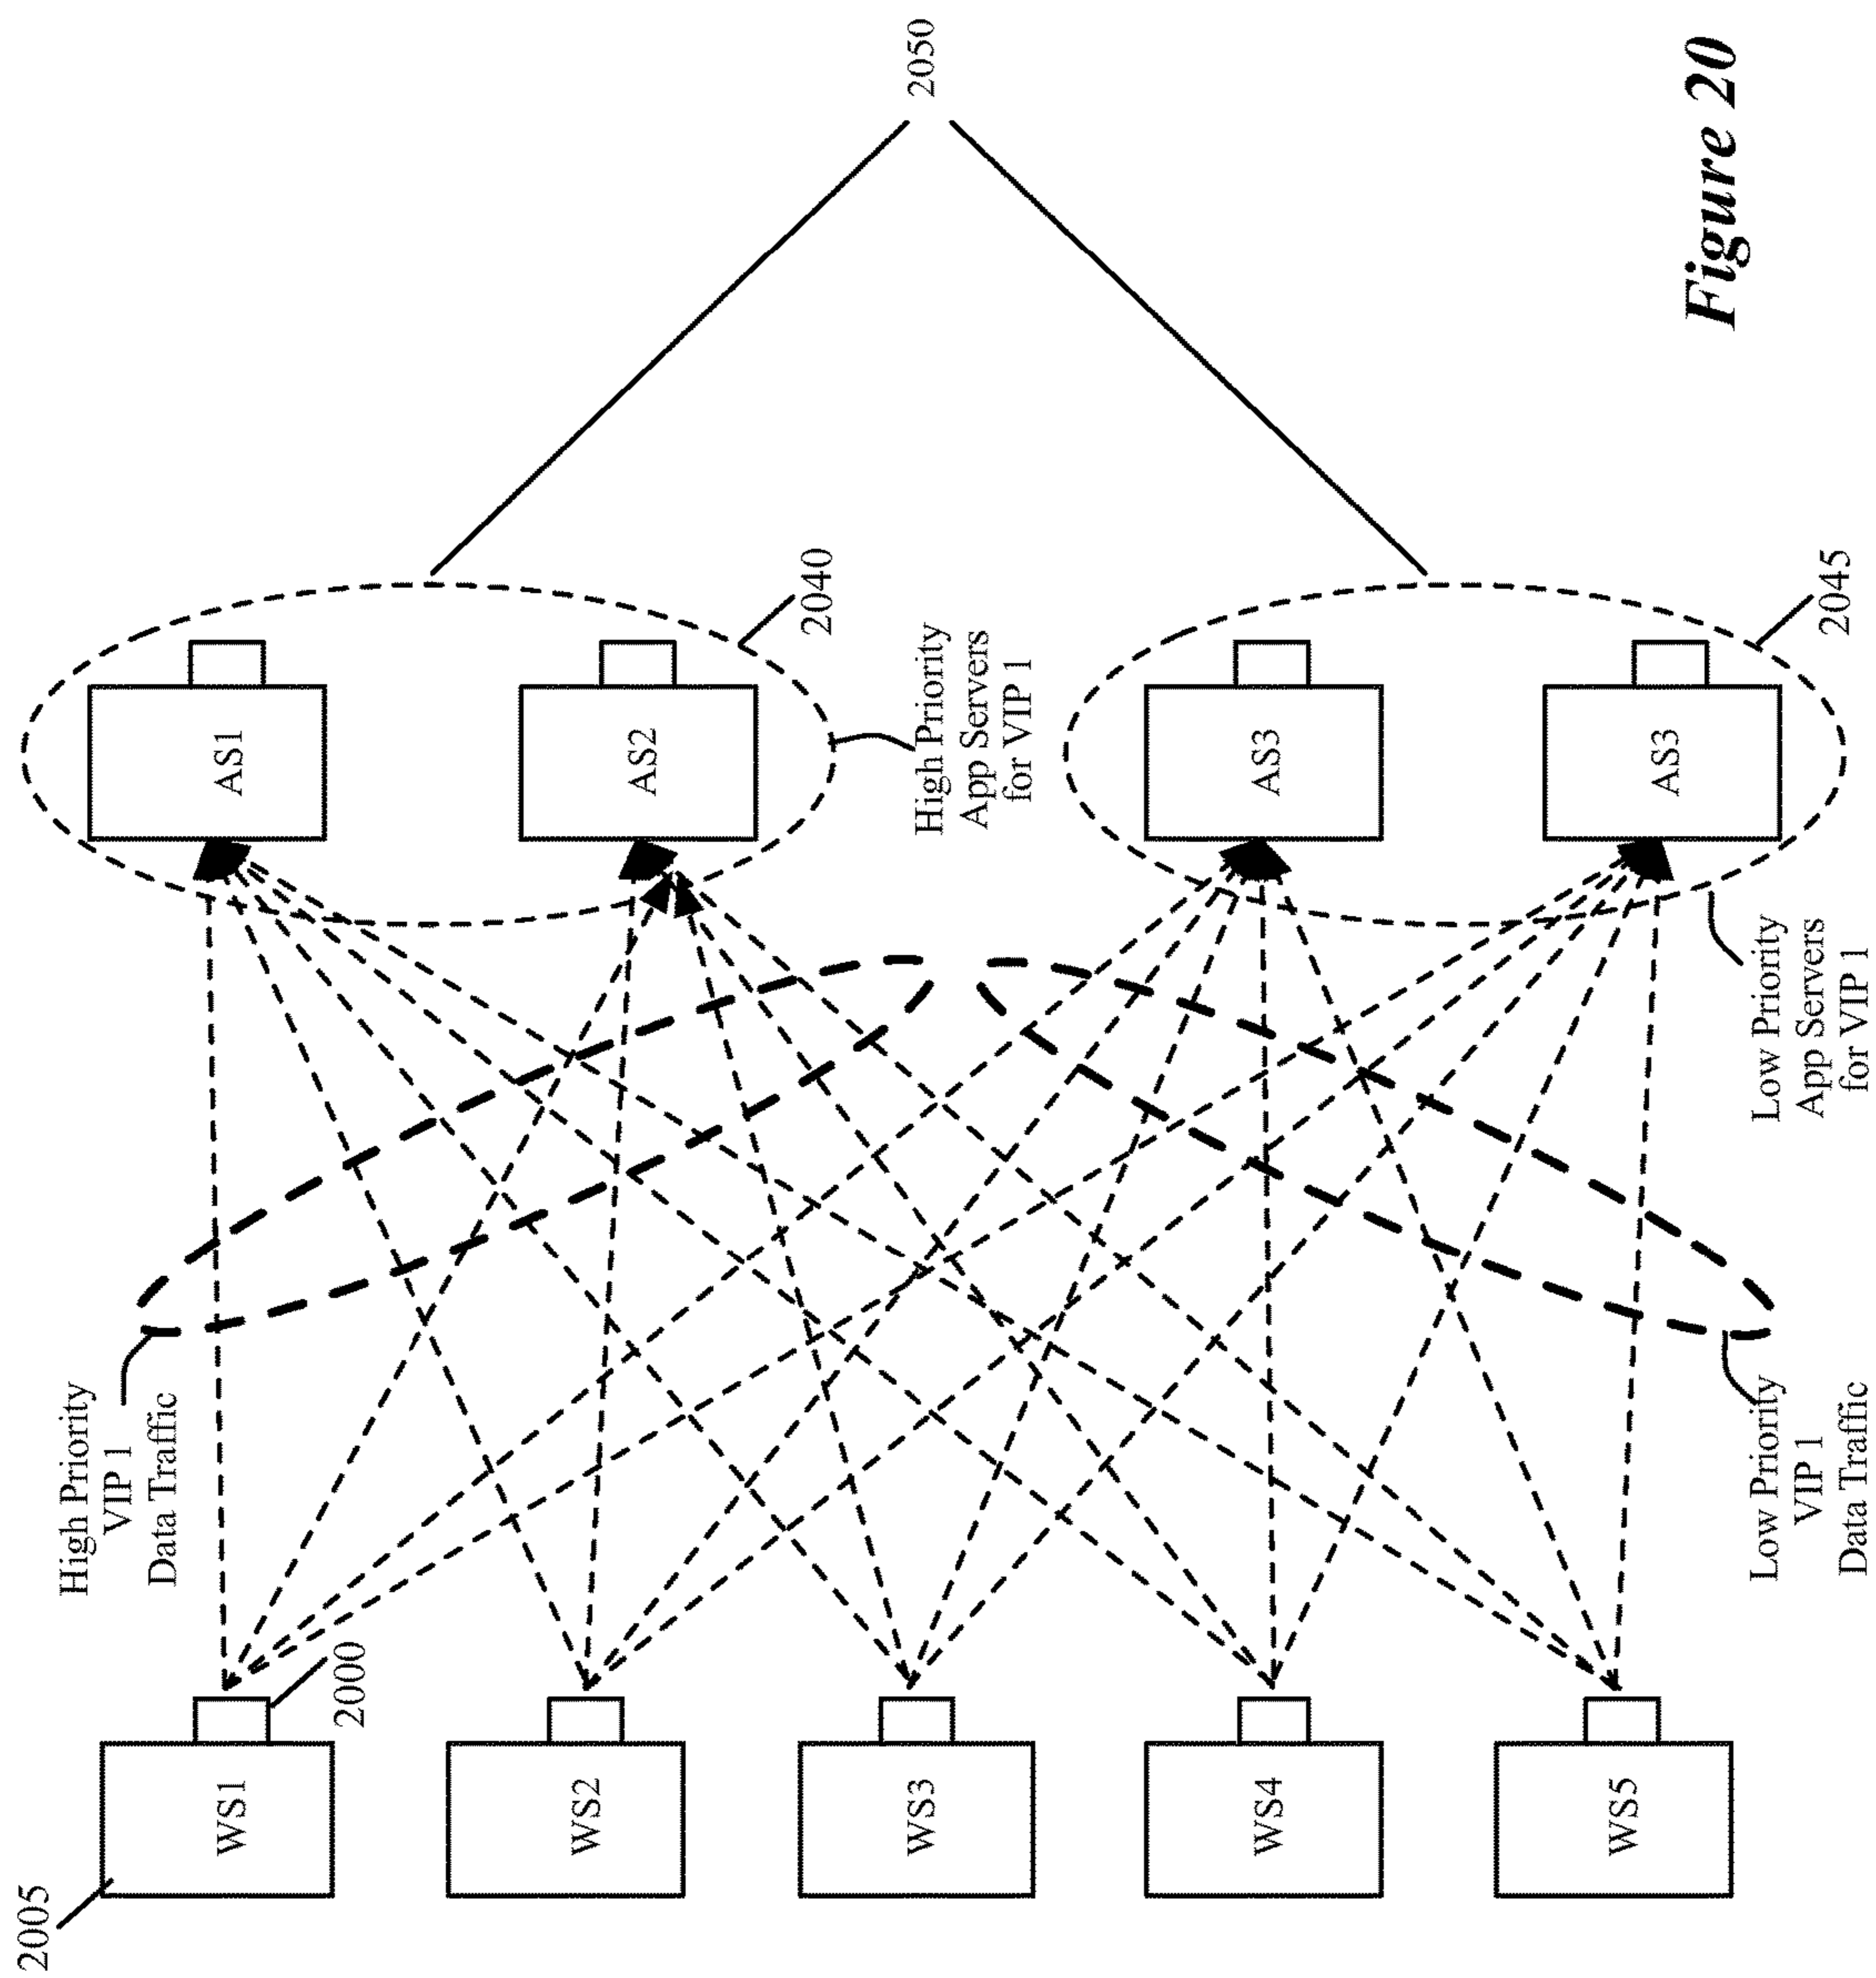 2005
WS1
2000
WS2
WS3
WS4
WS5
High Priority
VIP 1
Data Traffic
Low Priority
VIP 1
Data Traffic
AS1
AS2
AS3
AS3
2040
High Priority
App Servers
for VIP 1
2045
Low Priority
App Servers
for VIP 1
2050
Figure 20